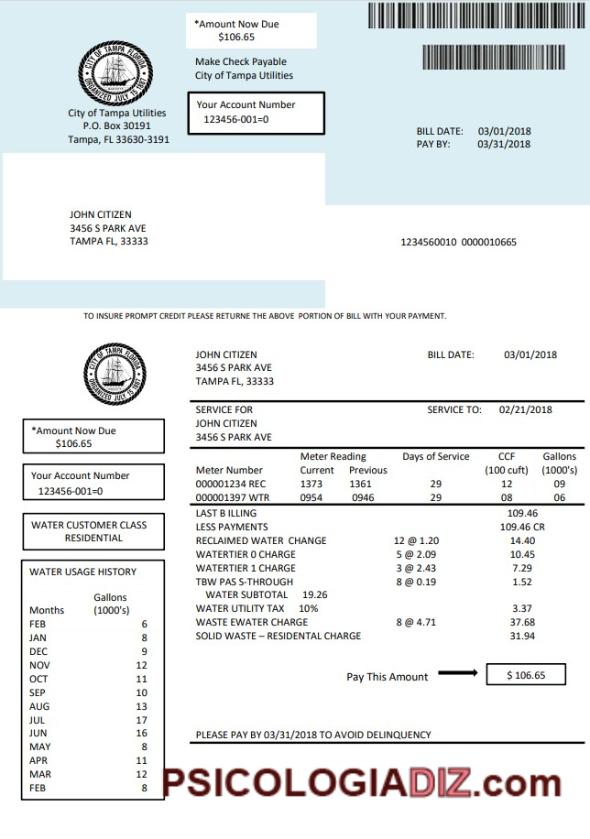 *Amount Now Due
$106.65
Make Check Payable
City of Tampa Utilities
CITY OF TAMPA, FLORIDA
ORGANIZED JULY 15 1887
City of Tampa Utilities
P.O. Box 30191
Tampa, FL 33630-3191
Your Account Number
123456-001=0
BILL DATE: 03/01/2018
PAY BY: 03/31/2018
JOHN CITIZEN
3456 S PARK AVE
TAMPA FL, 33333
1234560010 0000010665
TO INSURE PROMPT CREDIT PLEASE RETURNE THE ABOVE PORTION OF BILL WITH YOUR PAYMENT.
CITY OF TAMPA, FLORIDA
ORGANIZED JULY 15 1887
JOHN CITIZEN
3456 S PARK AVE
TAMPA FL, 33333
BILL DATE: 03/01/2018
*Amount Now Due
$106.65
Your Account Number
123456-001=0
WATER CUSTOMER CLASS
RESIDENTIAL
WATER USAGE HISTORY
Gallons
Months (1000's)
FEB 6
JAN 8
DEC 9
NOV 12
OCT 11
SEP 10
AUG 13
JUL 17
JUN 16
MAY 8
APR 11
MAR 12
FEB 8
SERVICE FOR
JOHN CITIZEN
3456 S PARK AVE
SERVICE TO: 02/21/2018
Meter Reading Days of Service CCF Gallons
Meter Number Current Previous (100 cuft) (1000's)
000001234 REC 1373 1361 29 12 09
000001397 WTR 0954 0946 29 08 06
LAST B ILLING 109.46
LESS PAYMENTS 109.46 CR
RECLAIMED WATER CHANGE 12 @ 1.20 14.40
WATERTIER 0 CHARGE 5 @ 2.09 10.45
WATERTIER 1 CHARGE 3 @ 2.43 7.29
TBW PAS S-THROUGH 8 @ 0.19 1.52
WATER SUBTOTAL 19.26
WATER UTILITY TAX 10% 3.37
WASTE EWATER CHARGE 8 @ 4.71 37.68
SOLID WASTE – RESIDENTAL CHARGE 31.94
Pay This Amount $ 106.65
PLEASE PAY BY 03/31/2018 TO AVOID DELINQUENCY
PSICOLOGIADIZ.com